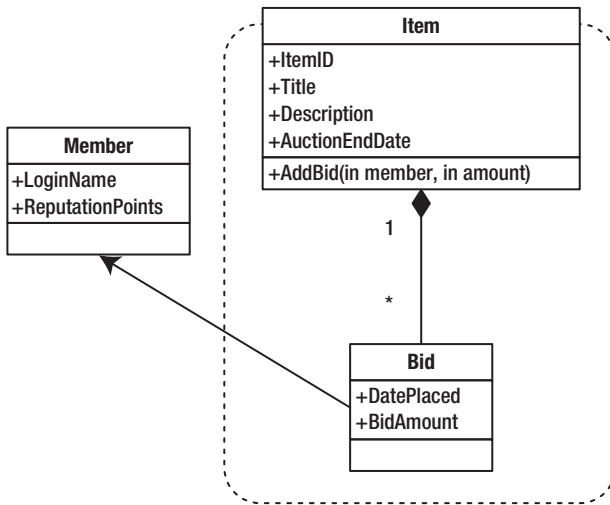 Item
+ItemID
+Title
+Description
+AuctionEndDate
+AddBid(in member, in amount)
Member
+LoginName
+ReputationPoints
1
*
Bid
+DatePlaced
+BidAmount